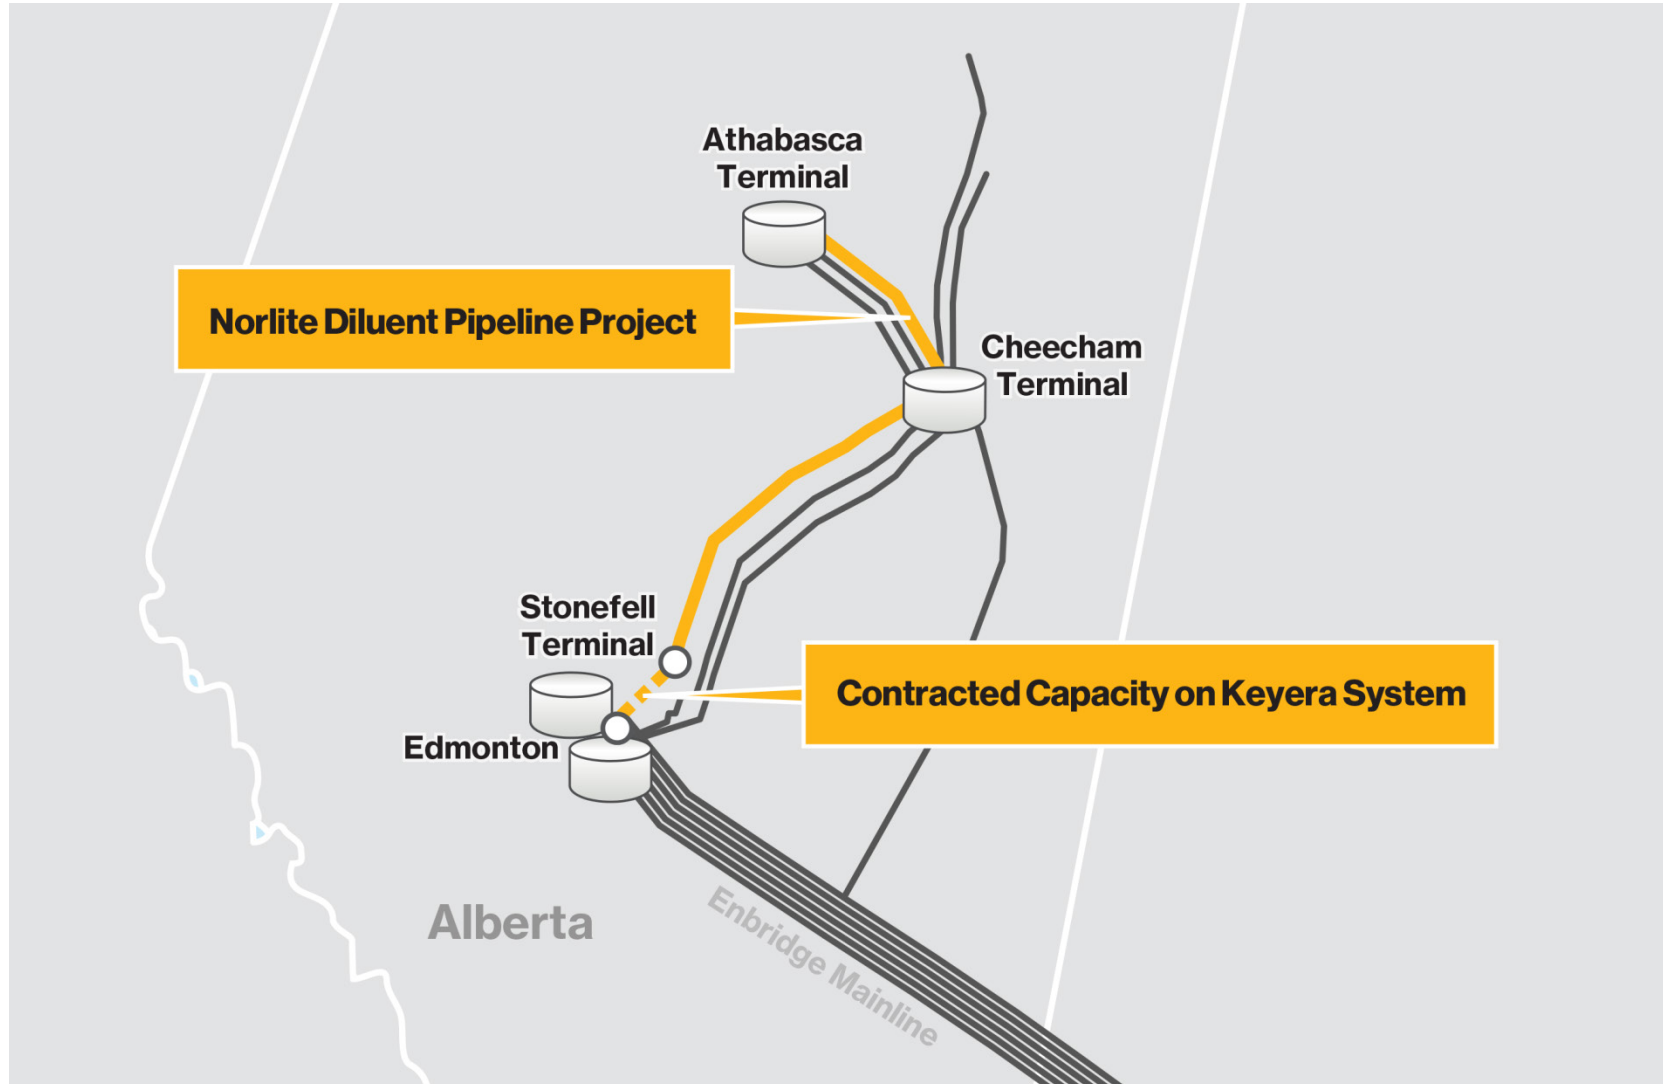 Athabasca
Terminal
Norlite Diluent Pipeline Project
Cheecham
Terminal
Stonefell
Terminal
Contracted Capacity on Keyera System
Edmonton
Alberta
Enbridge Mainline